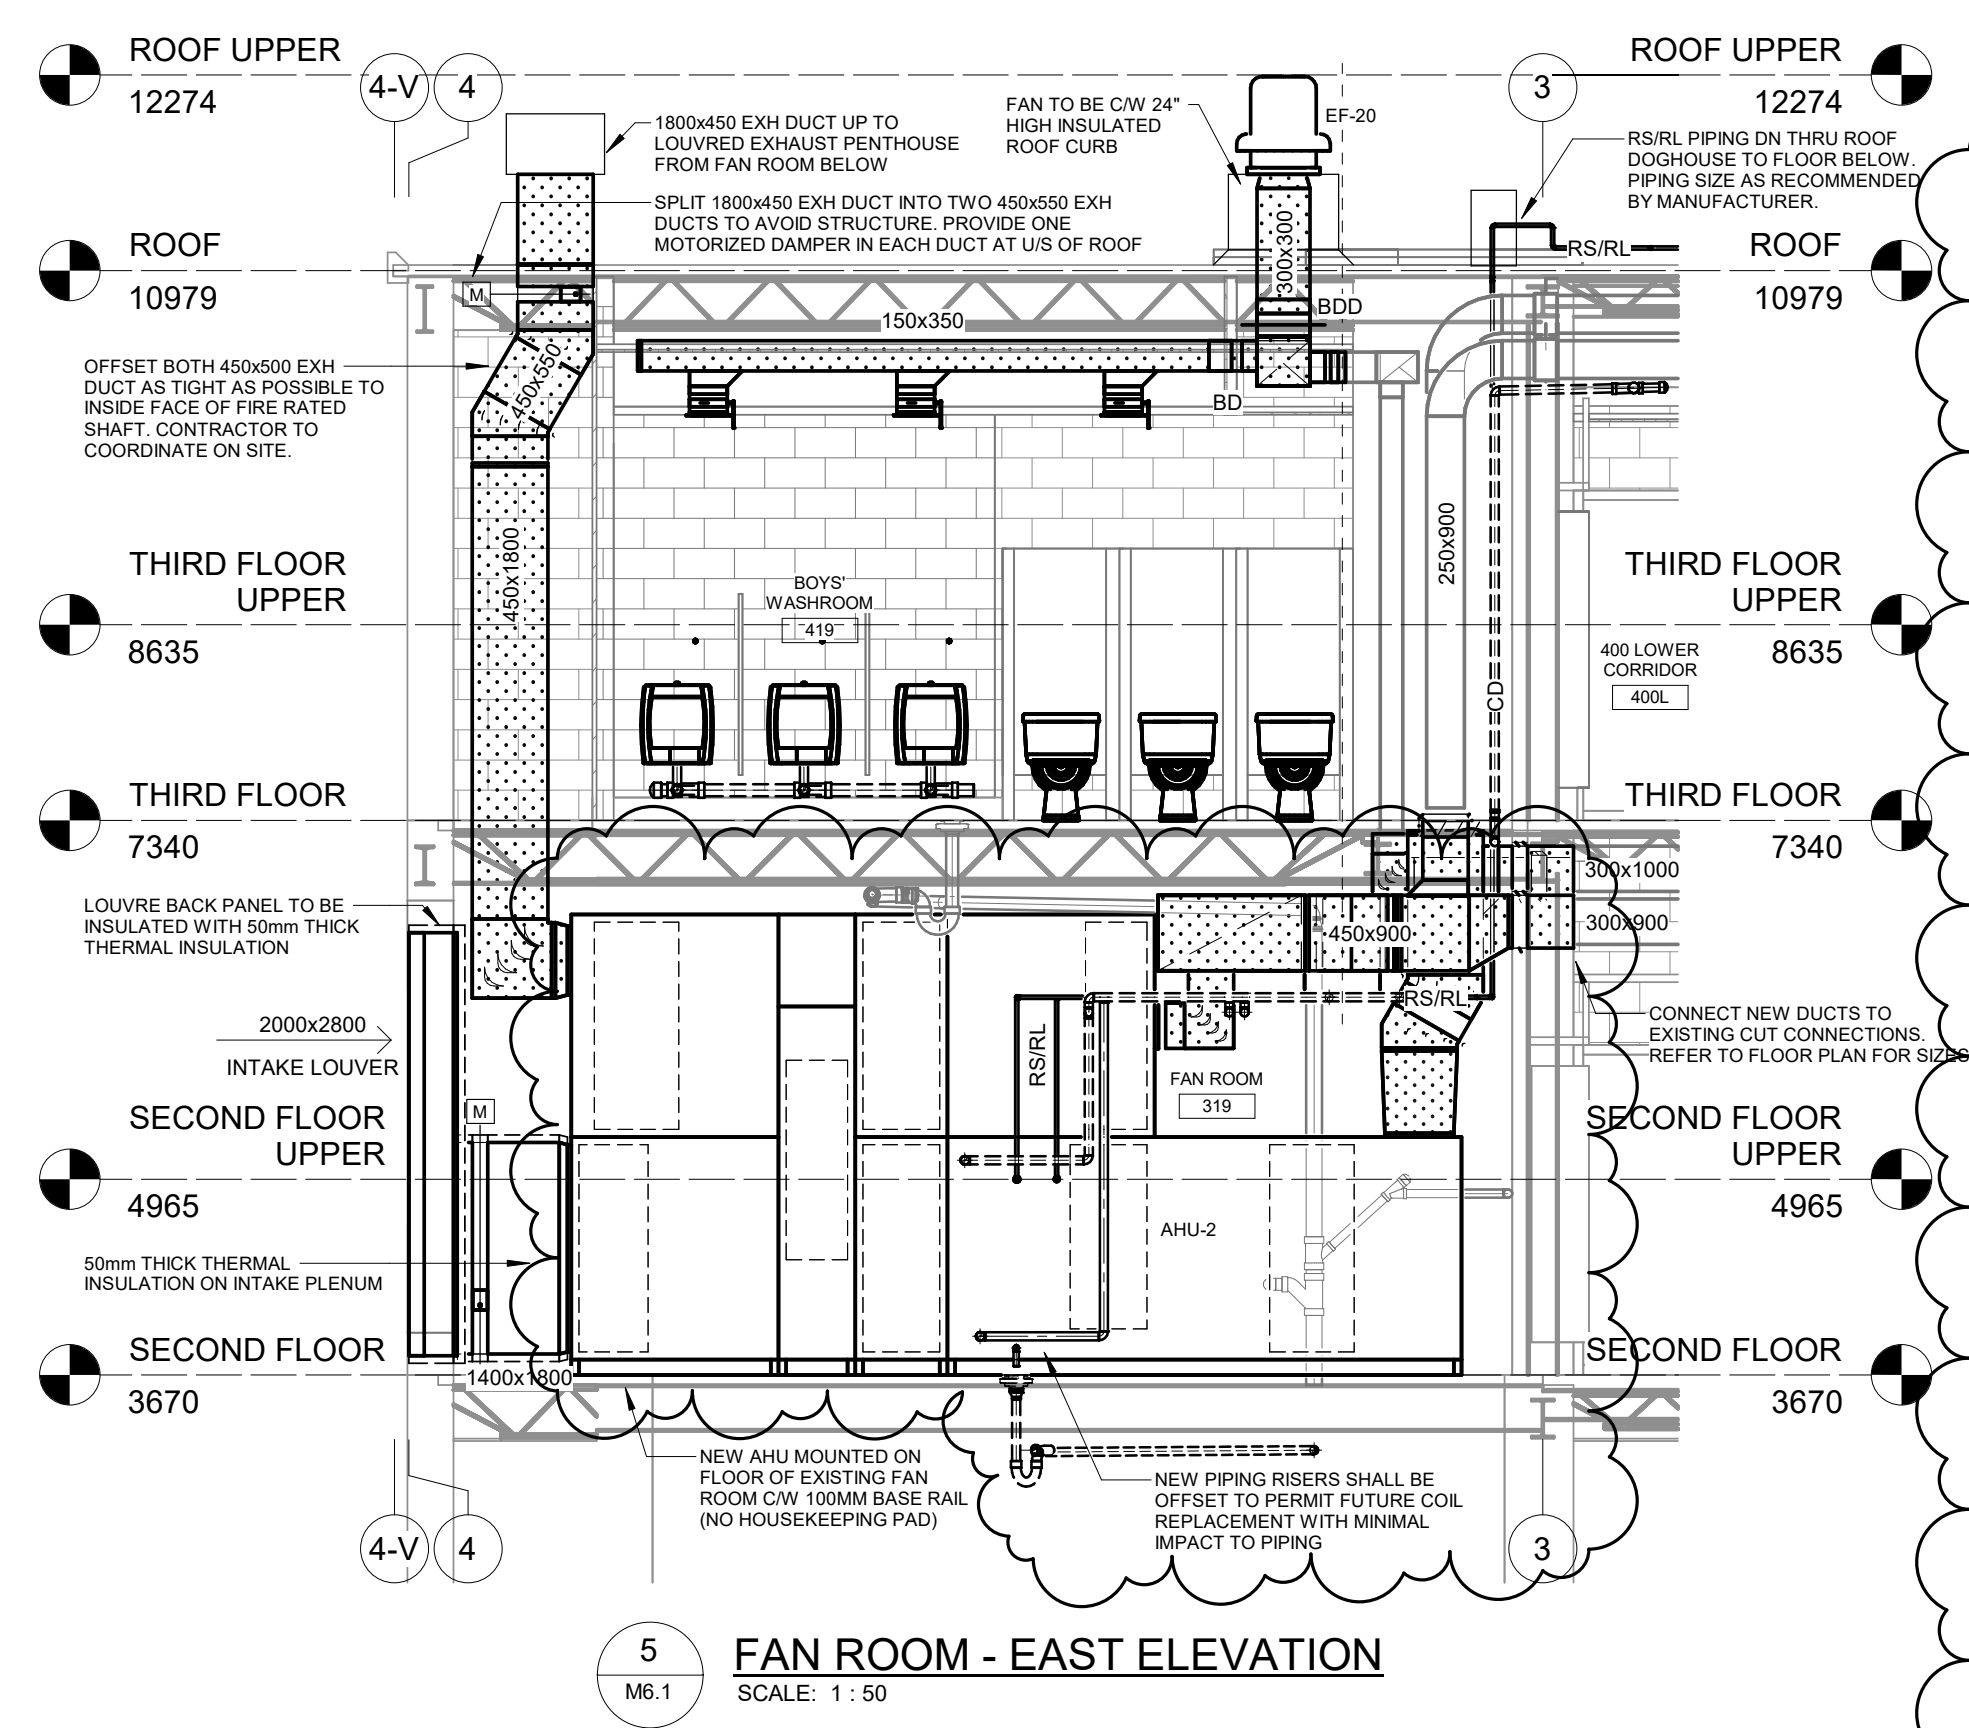 ROOF UPPER
12274
4-V
4
1800x450 EXH DUCT UP TO
LOUVRED EXHAUST PENTHOUSE
FROM FAN ROOM BELOW
FAN TO BE C/W 24"
HIGH INSULATED
ROOF CURB
EF-20
3
ROOF UPPER
12274
RS/RL PIPING DN THRU ROOF
DOGHOUSE TO FLOOR BELOW.
PIPING SIZE AS RECOMMENDED
BY MANUFACTURER.
SPLIT 1800x450 EXH DUCT INTO TWO 450x550 EXH
DUCTS TO AVOID STRUCTURE. PROVIDE ONE
MOTORIZED DAMPER IN EACH DUCT AT U/S OF ROOF
300x300
RS/RL
ROOF
10979
ROOF
10979
M
150x350
BDD
OFFSET BOTH 450x500 EXH
DUCT AS TIGHT AS POSSIBLE TO
INSIDE FACE OF FIRE RATED
SHAFT. CONTRACTOR TO
COORDINATE ON SITE.
450x550
BD
450x1800
250x900
THIRD FLOOR
UPPER
8635
BOYS'
WASHROOM
419
THIRD FLOOR
UPPER
8635
400 LOWER
CORRIDOR
400L
CD
THIRD FLOOR
7340
THIRD FLOOR
7340
300x1000
300x900
450x900
LOUVRE BACK PANEL TO BE
INSULATED WITH 50mm THICK
THERMAL INSULATION
RS/RL
CONNECT NEW DUCTS TO
EXISTING CUT CONNECTIONS.
REFER TO FLOOR PLAN FOR SIZES
2000x2800
INTAKE LOUVER
RS/RL
FAN ROOM
319
M
SECOND FLOOR
UPPER
4965
SECOND FLOOR
UPPER
4965
AHU-2
50mm THICK THERMAL
INSULATION ON INTAKE PLENUM
SECOND FLOOR
3670
1400x1800
SECOND FLOOR
3670
NEW AHU MOUNTED ON
FLOOR OF EXISTING FAN
ROOM C/W 100MM BASE RAIL
(NO HOUSEKEEPING PAD)
NEW PIPING RISERS SHALL BE
OFFSET TO PERMIT FUTURE COIL
REPLACEMENT WITH MINIMAL
IMPACT TO PIPING
4-V
4
3
5
M6.1
FAN ROOM - EAST ELEVATION
SCALE: 1 : 50